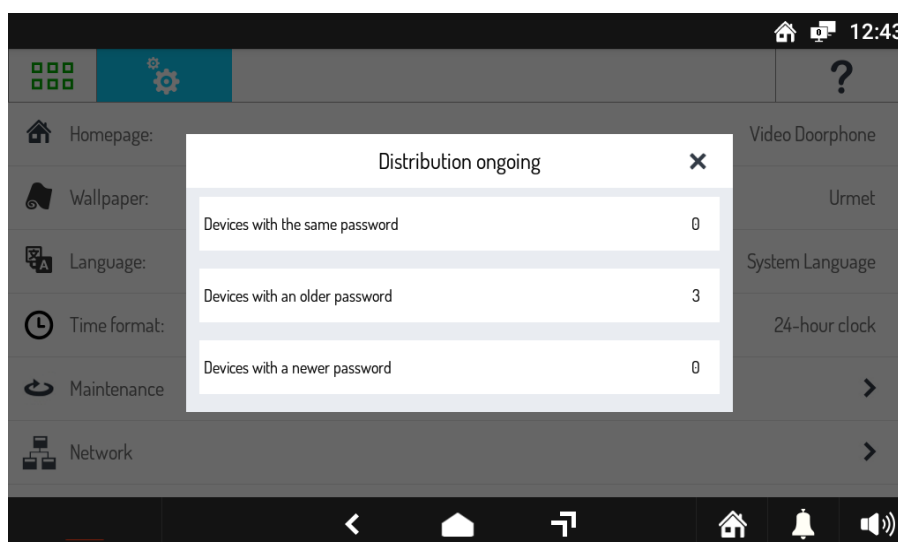 12:43
?
Homepage:
Video Doorphone
Distribution ongoing
Wallpaper:
Urmet
Devices with the same password 0
Language:
System Language
Devices with an older password 3
Time format:
24-hour clock
Devices with a newer password 0
Maintenance
Network